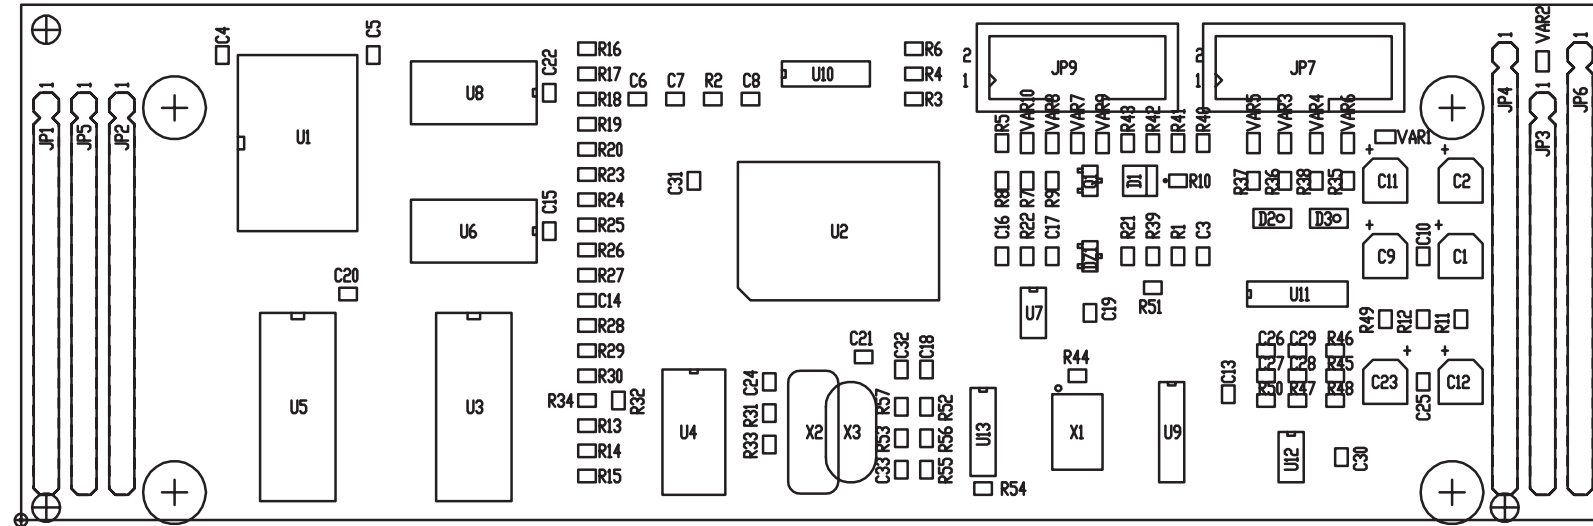 C4
C5
C22
R16
R17
R18
R19
R20
R23
R24
R25
R26
R27
C14
R28
R29
R30
R34
R32
R13
R14
R15
C6
C7
R2
C8
U10
R6
R4
R3
2
1
JP9
2
1
JP7
1
VAR2
1
1
JP4
JP3
JP6
1
1
1
JP1
JP5
JP2
U1
U8
U6
C15
C20
U5
U3
C31
U2
R5
VAR10
VAR8
VAR7
VAR9
R43
R42
R41
R40
VAR5
VAR3
VAR4
VAR6
VAR1
R8
R7
R9
Q1
D1
R10
R37
R36
R38
R35
+
C11
+
C2
D2
D3
C16
R22
C17
DZ1
R21
R39
R1
C3
+
C9
C10
+
C1
U7
C19
R51
U11
R49
R12
R11
C21
C32
C18
R44
C26
C29
R46
C27
C28
R45
R50
R47
R48
C13
+
C23
C25
+
C12
U4
C24
R31
R33
X2
X3
R57
R53
C33
R52
R56
R55
U13
R54
X1
U9
U12
C30